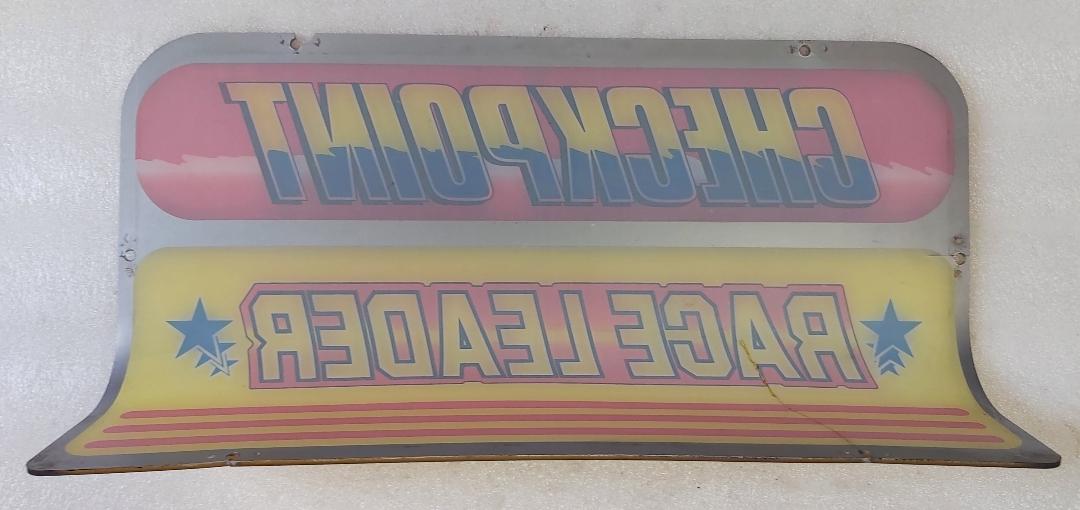 CHECKPOINT
RACE LEADER